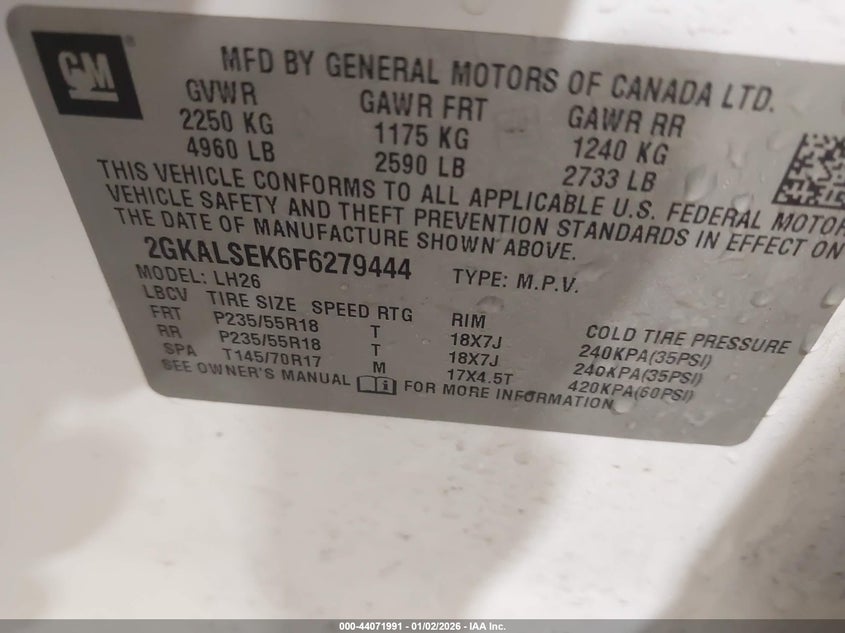 GM
MFD BY GENERAL MOTORS OF CANADA LTD.
GVWR GAWR FRT GAWR RR
2250 KG 1175 KG 1240 KG
4960 LB 2590 LB 2733 LB
THIS VEHICLE CONFORMS TO ALL APPLICABLE U.S. FEDERAL MOTOR
VEHICLE SAFETY AND THEFT PREVENTION STANDARDS IN EFFECT ON
THE DATE OF MANUFACTURE SHOWN ABOVE.
2GKALSEK6F6279444 TYPE: M.P.V.
MODEL: LH26
LBCV TIRE SIZE SPEED RTG RIM COLD TIRE PRESSURE
FRT P235/55R18 T 18X7J 240KPA(35PSI)
RR P235/55R18 T 18X7J 240KPA(35PSI)
SPA T145/70R17 M 17X4.5T 420KPA(60PSI)
SEE OWNER'S MANUAL i FOR MORE INFORMATION
000-44071991 - 01/02/2026 - IAA Inc.